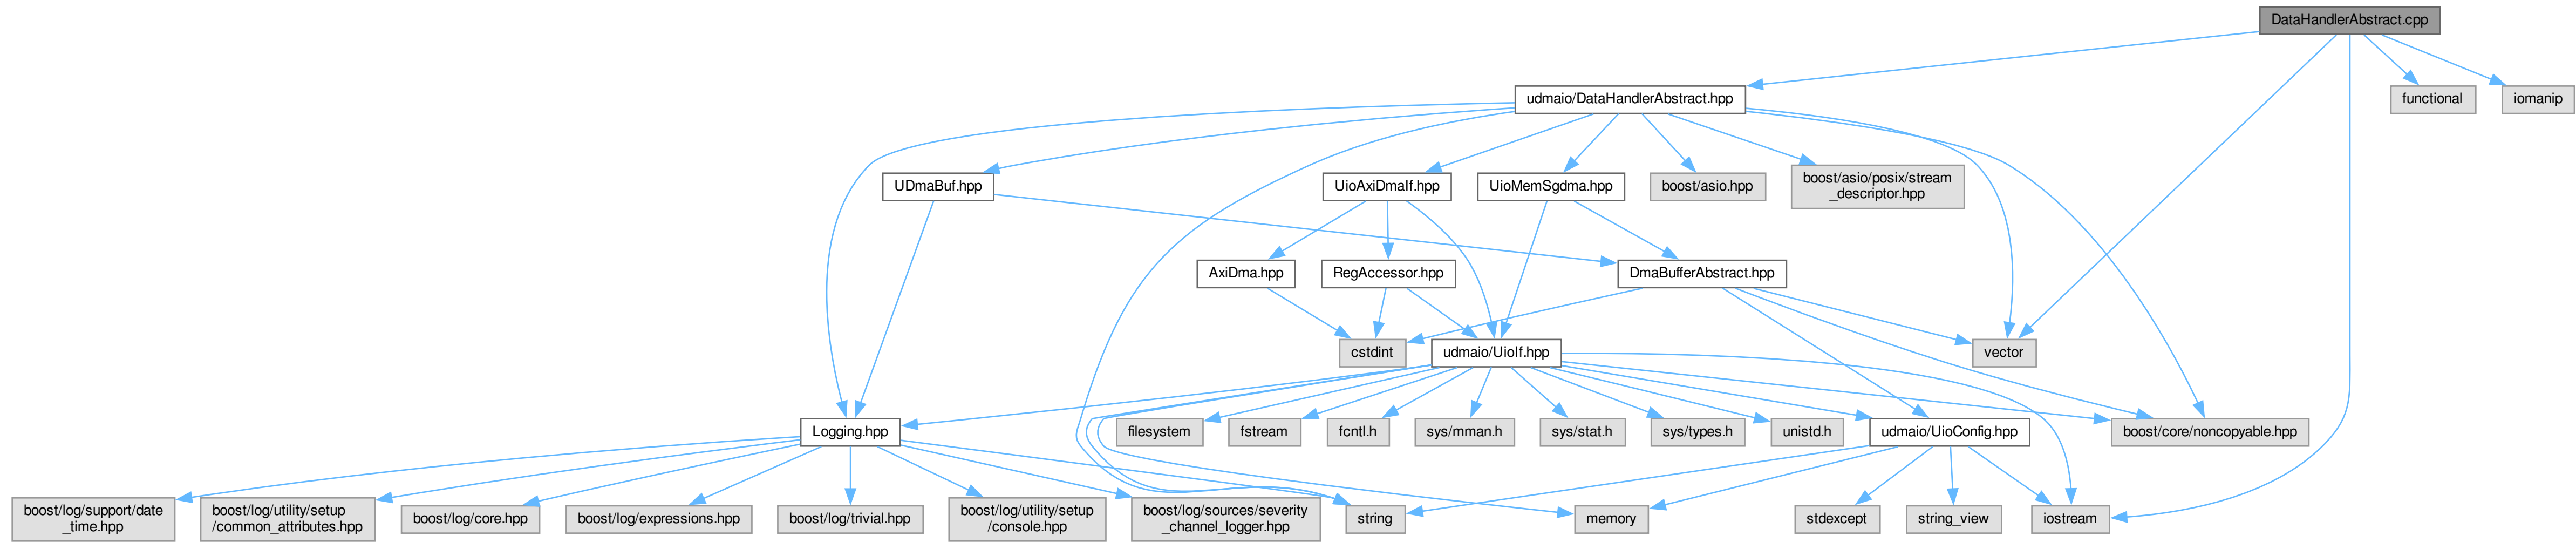 DataHandlerAbstract.cpp
udmaio/DataHandlerAbstract.hpp
functional
iomanip
UDmaBuf.hpp
UioAxiDmaIf.hpp
UioMemSgdma.hpp
boost/asio.hpp
boost/asio/posix/stream
_descriptor.hpp
AxiDma.hpp
RegAccessor.hpp
DmaBufferAbstract.hpp
cstdint
udmaio/UioIf.hpp
vector
Logging.hpp
filesystem
fstream
fcntl.h
sys/mman.h
sys/stat.h
sys/types.h
unistd.h
udmaio/UioConfig.hpp
boost/core/noncopyable.hpp
boost/log/support/date
_time.hpp
boost/log/utility/setup
/common_attributes.hpp
boost/log/core.hpp
boost/log/expressions.hpp
boost/log/trivial.hpp
boost/log/utility/setup
/console.hpp
boost/log/sources/severity
_channel_logger.hpp
string
memory
stdexcept
string_view
iostream